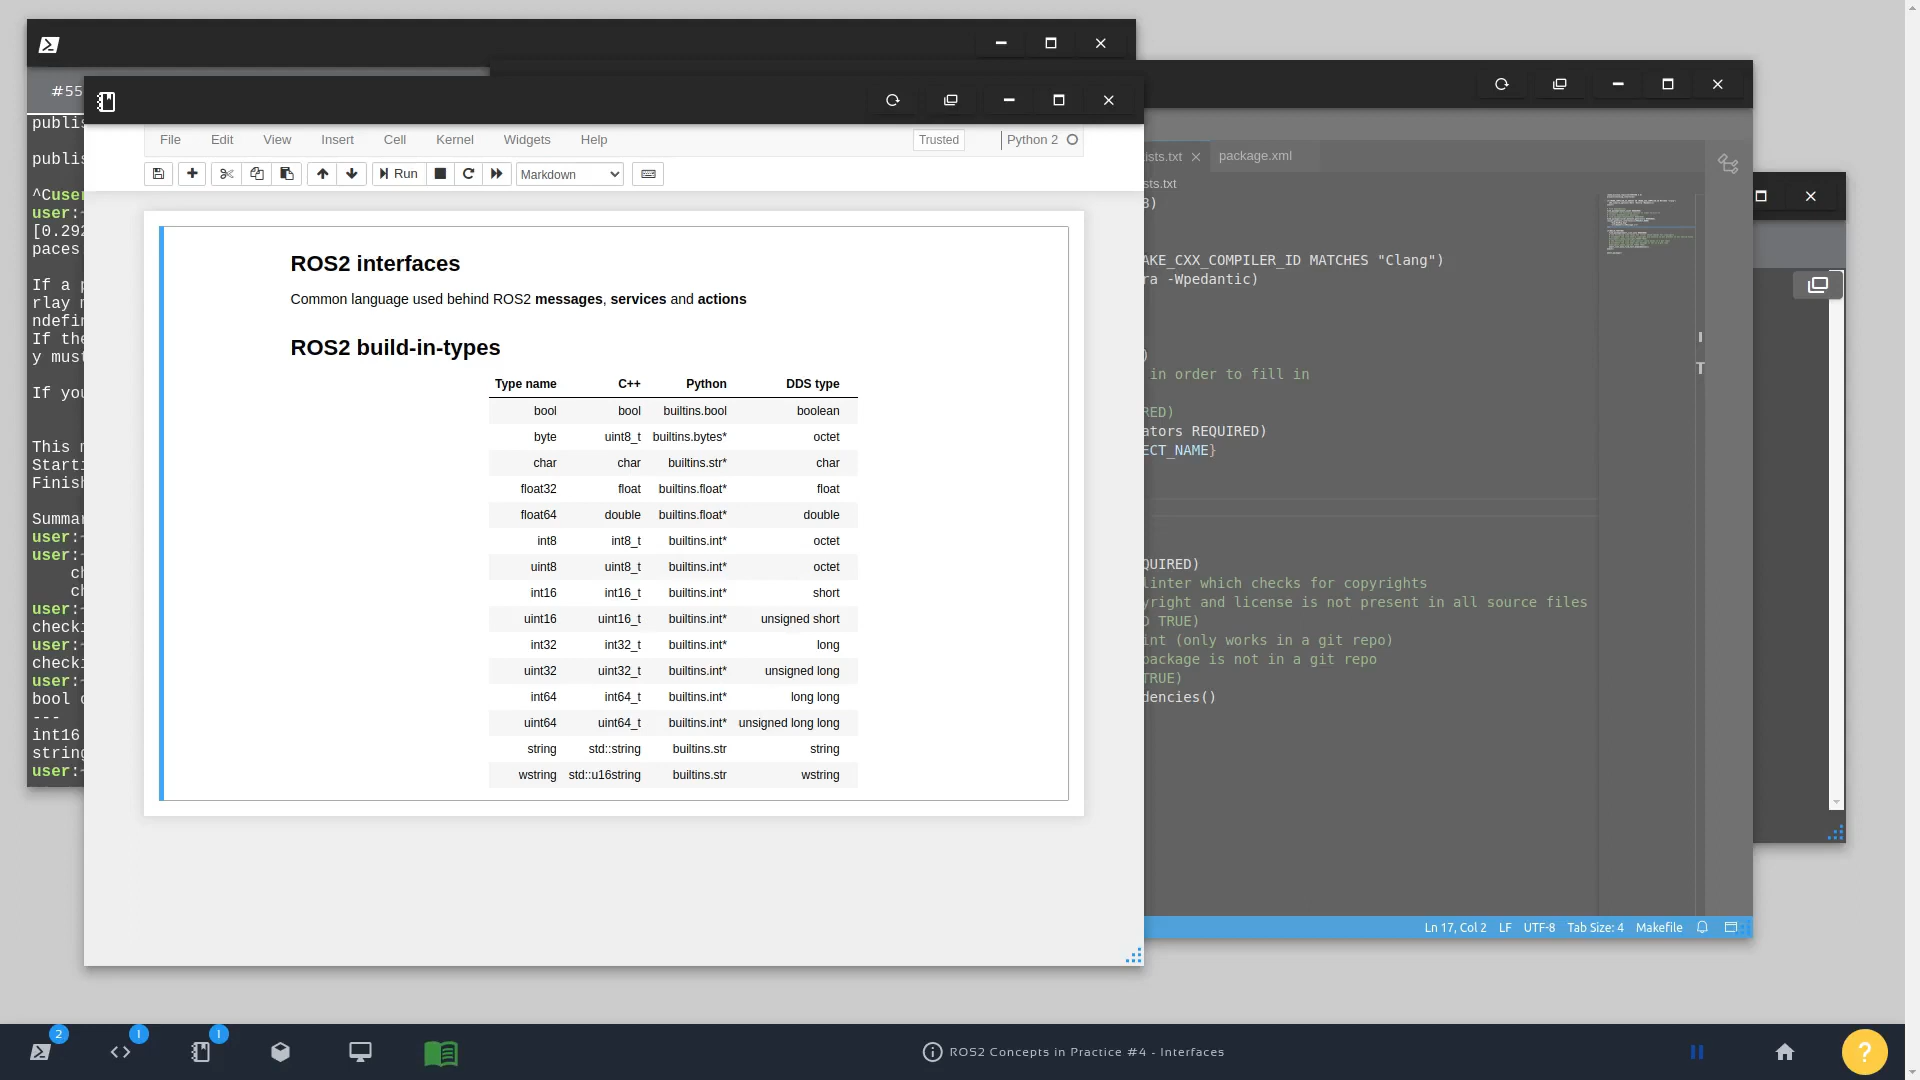 #55
publis
publis
^Cuser
user:~
[0.292
paces
If a p
rlay m
ndefin
If the
y must
If you
This m
Starti
Finish
Summar
user:~
user:~
ch
ch
user:~
checki
user:~
checki
user:~
bool c
---
int16
string
user:~
File Edit View Insert Cell Kernel Widgets Help Trusted Python 2
Run Markdown
ROS2 interfaces
Common language used behind ROS2 messages, services and actions
ROS2 build-in-types
Type name C++ Python DDS type
bool bool builtins.bool boolean
byte uint8_t builtins.bytes* octet
char char builtins.str* char
float32 float builtins.float* float
float64 double builtins.float* double
int8 int8_t builtins.int* octet
uint8 uint8_t builtins.int* octet
int16 int16_t builtins.int* short
uint16 uint16_t builtins.int* unsigned short
int32 int32_t builtins.int* long
uint32 uint32_t builtins.int* unsigned long
int64 int64_t builtins.int* long long
uint64 uint64_t builtins.int* unsigned long long
string std::string builtins.str string
wstring std::u16string builtins.str wstring
ists.txt package.xml
sts.txt
8)
AKE_CXX_COMPILER_ID MATCHES "Clang")
ra -Wpedantic)
)
in order to fill in
RED)
ators REQUIRED)
ECT_NAME}
QUIRED)
linter which checks for copyrights
yright and license is not present in all source files
D TRUE)
int (only works in a git repo)
package is not in a git repo
TRUE)
dencies()
Ln 17, Col 2 LF UTF-8 Tab Size: 4 Makefile
2 1 1
ROS2 Concepts in Practice #4 - Interfaces
?